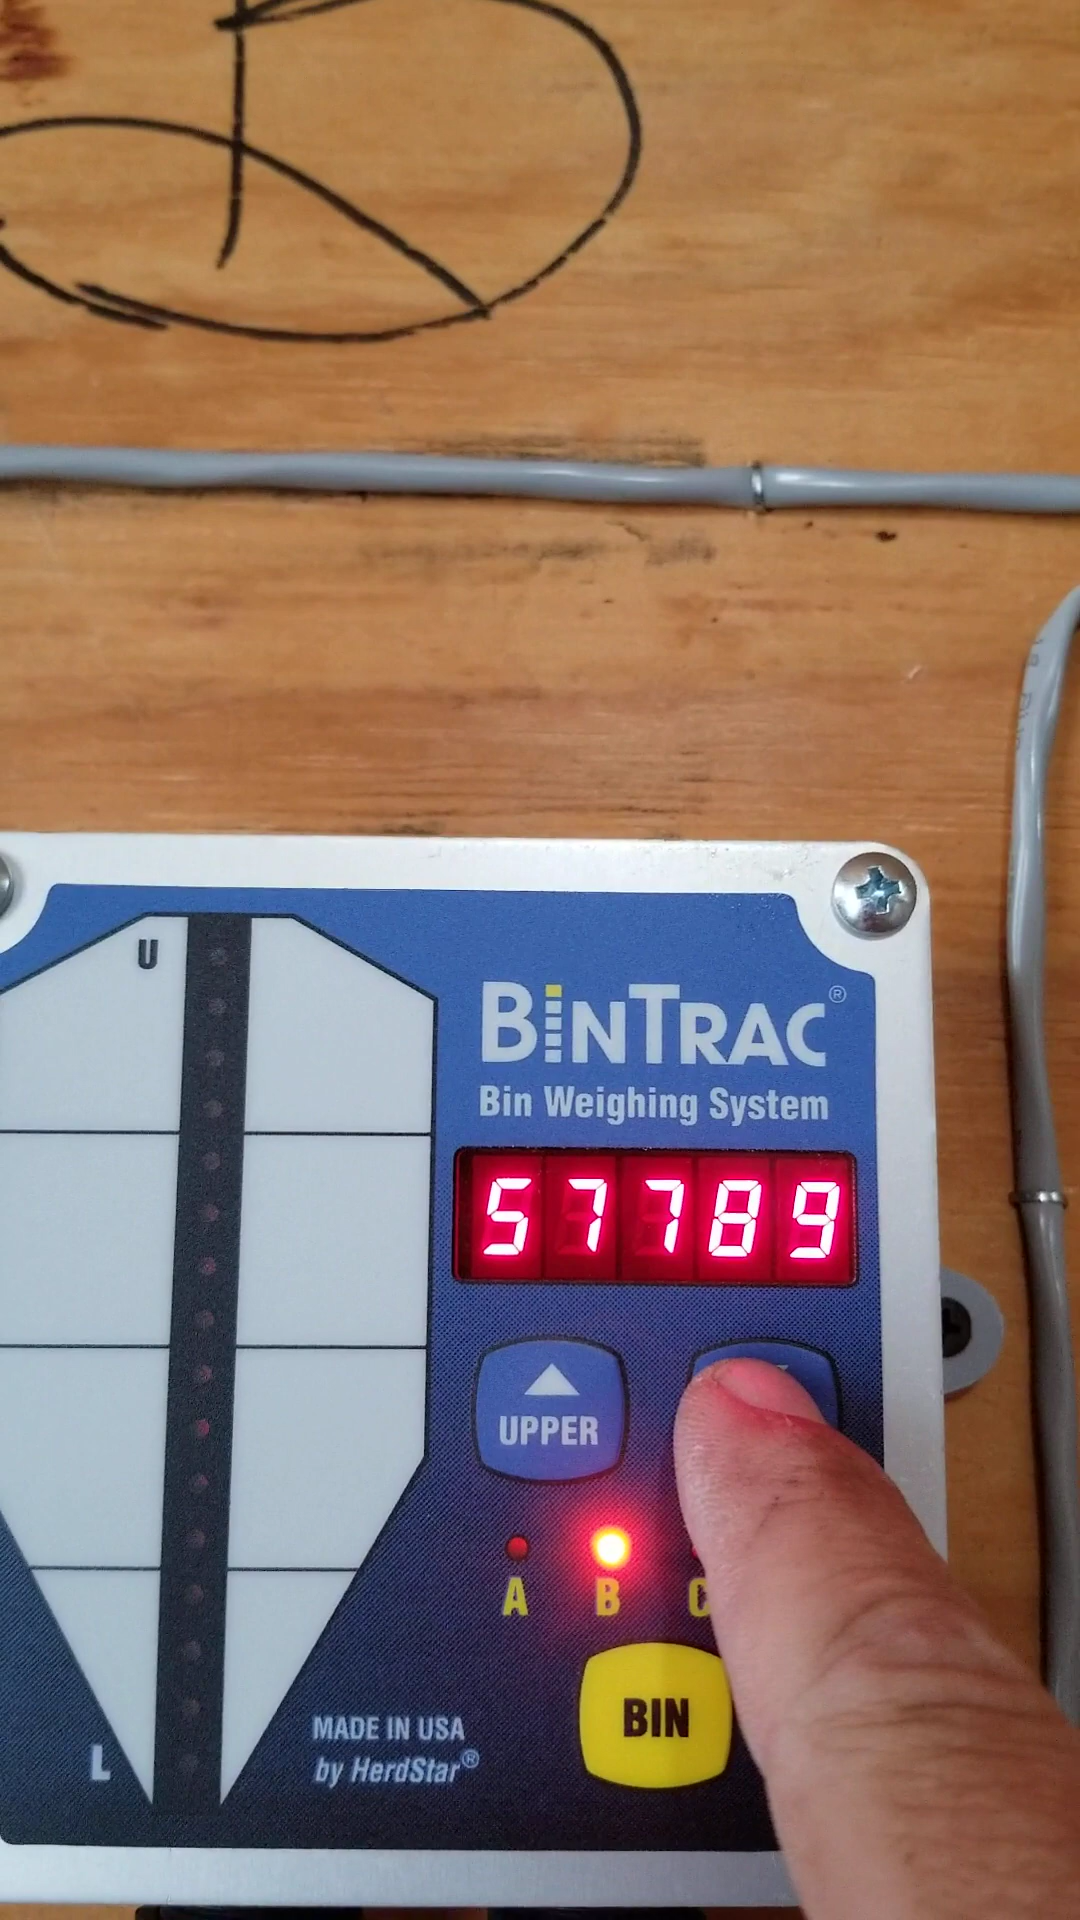 U
BINTRAC®
Bin Weighing System
57789
UPPER
A B C
BIN
MADE IN USA
by HerdStar®
L